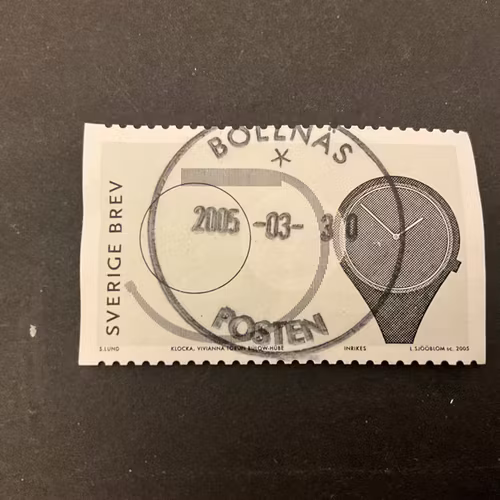 BOLLNÄS
2005 -03- 30
POSTEN
SVERIGE BREV
S.LUND
KLOCKA, VIVIANNA TORUN BÜLOW-HÜBE
INRIKES
L.SJÖÖBLOM sc. 2005